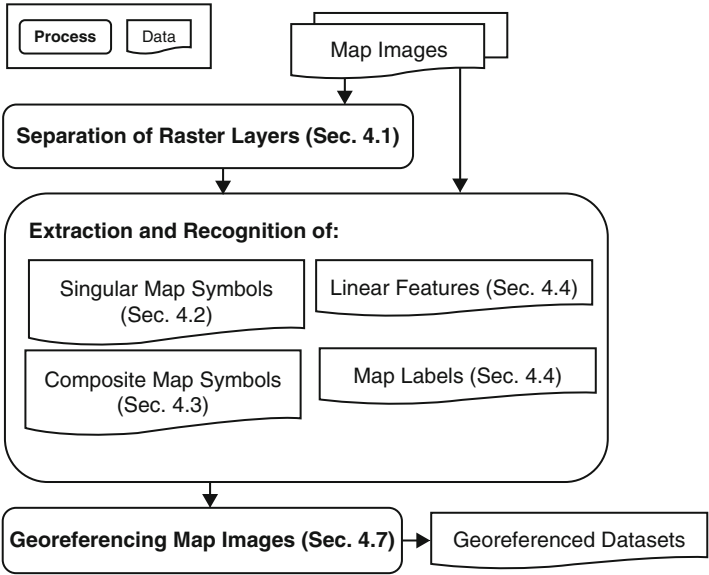 Process
Data
Map Images
Separation of Raster Layers (Sec. 4.1)
Extraction and Recognition of:
Singular Map Symbols
(Sec. 4.2)
Linear Features (Sec. 4.4)
Composite Map Symbols
(Sec. 4.3)
Map Labels (Sec. 4.4)
Georeferencing Map Images (Sec. 4.7)
Georeferenced Datasets